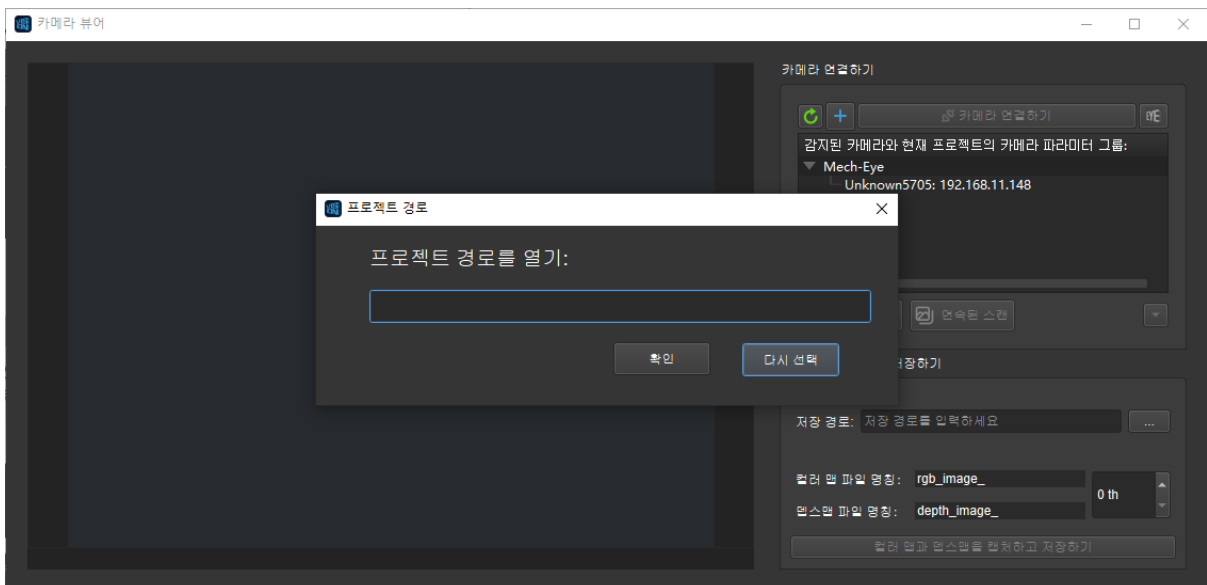 카메라 뷰어
카메라 연결하기
카메라 연결하기
감지된 카메라와 현재 프로젝트의 카메라 파라미터 그룹:
Mech-Eye
Unknown5705: 192.168.11.148
프로젝트 경로
프로젝트 경로를 열기:
확인
다시 선택
연속된 스캔
저장하기
저장 경로:
저장 경로를 입력하세요
...
컬러 맵 파일 명칭:
rgb_image_
0 th
뎁스맵 파일 명칭:
depth_image_
컬러 맵과 뎁스맵을 캡처하고 저장하기